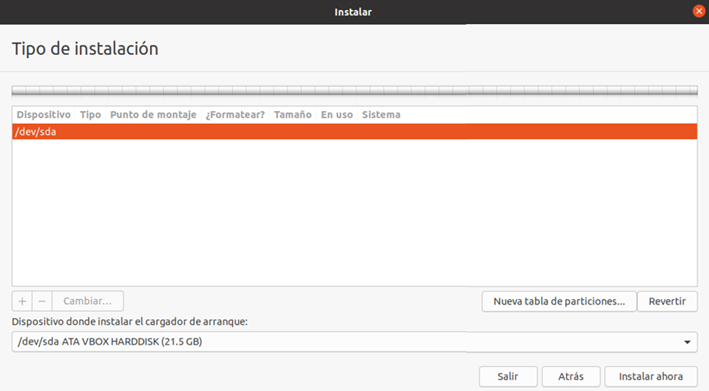 Instalar
Tipo de instalación
Dispositivo Tipo Punto de montaje ¿Formatear? Tamaño En uso Sistema
/dev/sda
+ − Cambiar... Nueva tabla de particiones... Revertir
Dispositivo donde instalar el cargador de arranque:
/dev/sda ATA VBOX HARDDISK (21.5 GB)
Salir Atrás Instalar ahora